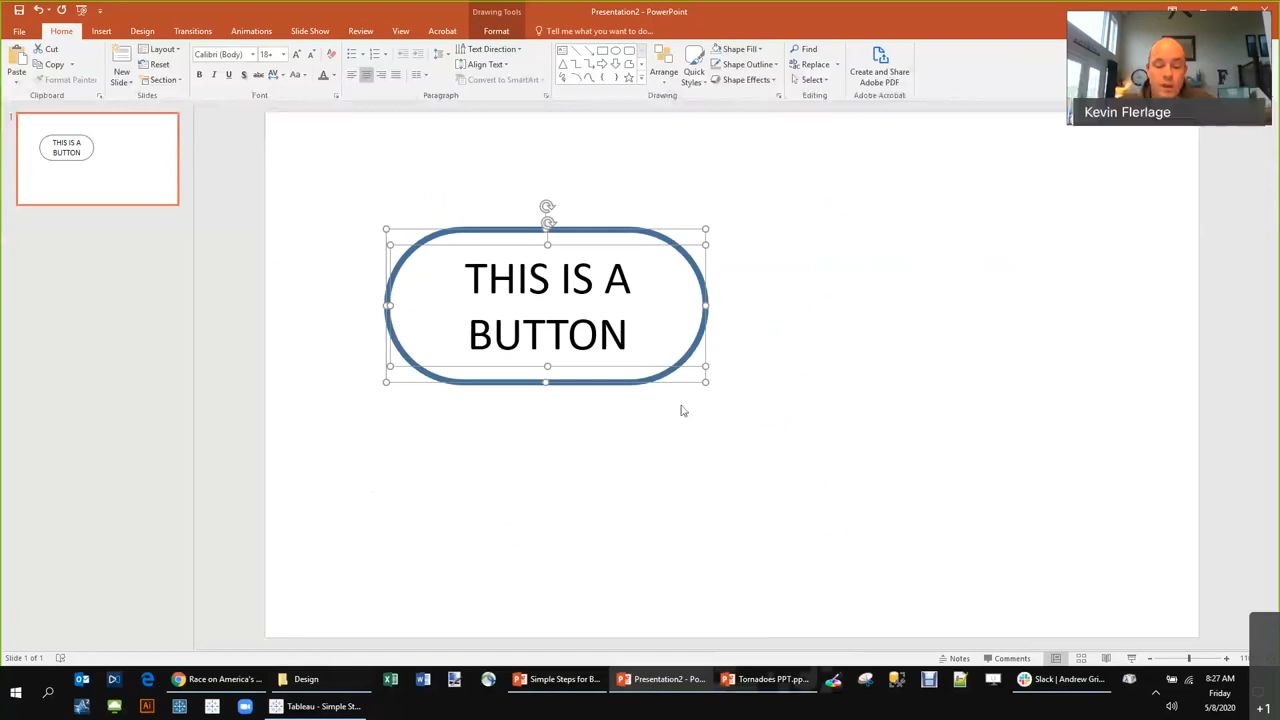 Drawing Tools
Presentation2 - PowerPoint
File
Home
Insert
Design
Transitions
Animations
Slide Show
Review
View
Acrobat
Format
Tell me what you want to do...
Paste
Cut
Copy
Format Painter
Clipboard
New
Slide
Layout
Reset
Section
Slides
Calibri (Body)
18+
B I U S abc AV Aa A
Font
Text Direction
Align Text
Convert to SmartArt
Paragraph
Arrange
Quick
Styles
Shape Fill
Shape Outline
Shape Effects
Drawing
Find
Replace
Select
Editing
Create and Share
Adobe PDF
Adobe Acrobat
Kevin Flerlage
1
THIS IS A
BUTTON
THIS IS A
BUTTON
Slide 1 of 1
Notes
Comments
Race on America's ...
Design
Simple Steps for B...
Presentation2 - Po...
Tornadoes PPT.pp...
Slack | Andrew Gri...
8:27 AM
Friday
5/8/2020
Tableau - Simple St...
+1